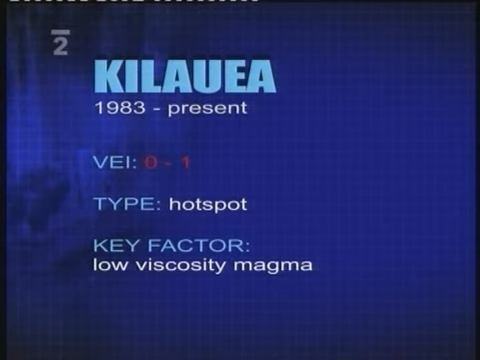 2
KILAUEA
1983 - present
VEI: 0 - 1
TYPE: hotspot
KEY FACTOR:
low viscosity magma